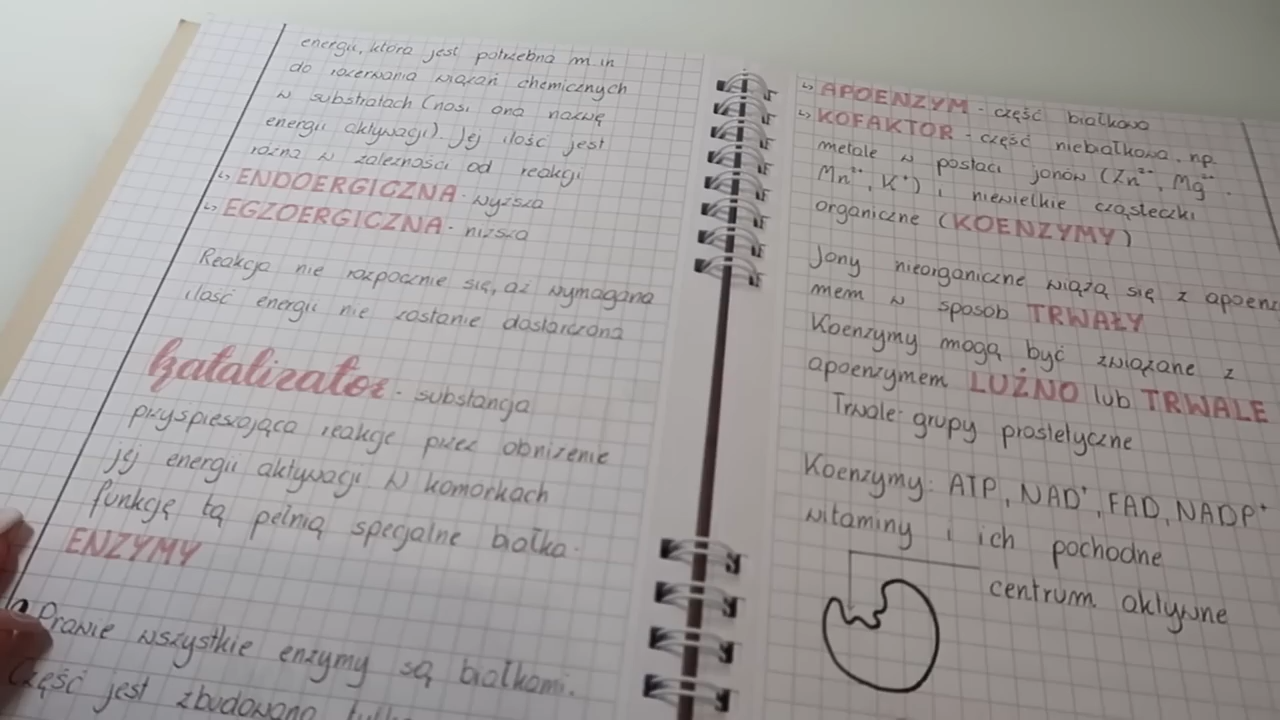 energii, która jest potrzebna m.in
do rozerwania wiązań chemicznych
w substratach (nosi ona nazwę
energii aktywacji). Jej ilość jest
różna w zależności od reakcji
↳ ENDOERGICZNA - wyższa
↳ EGZOERGICZNA - niższa
Reakcja nie rozpocznie się, aż wymagana
ilość energii nie zostanie dostarczona
Katalizator - substancja
przyspieszająca reakcje przez obniżenie
jej energii aktywacji W komórkach
funkcję tą pełnią specjalne białka -
ENZYMY
Prawie wszystkie enzymy są białkami.
Część jest zbudowana tylko
↳ APOENZYM - część białkowa
↳ KOFAKTOR - część niebiałkowa, np.
metale w postaci jonów (Zn²⁺, Mg²⁺,
Mn²⁺, K⁺) i niewielkie cząsteczki
organiczne (KOENZYMY)
Jony nieorganiczne wiążą się z apoen
mem w sposób TRWAŁY
Koenzymy mogą być związane z
apoenzymem LUŹNO lub TRWALE
Trwale - grupy prostetyczne
Koenzymy: ATP, NAD⁺, FAD, NADP⁺
witaminy i ich pochodne
centrum aktywne